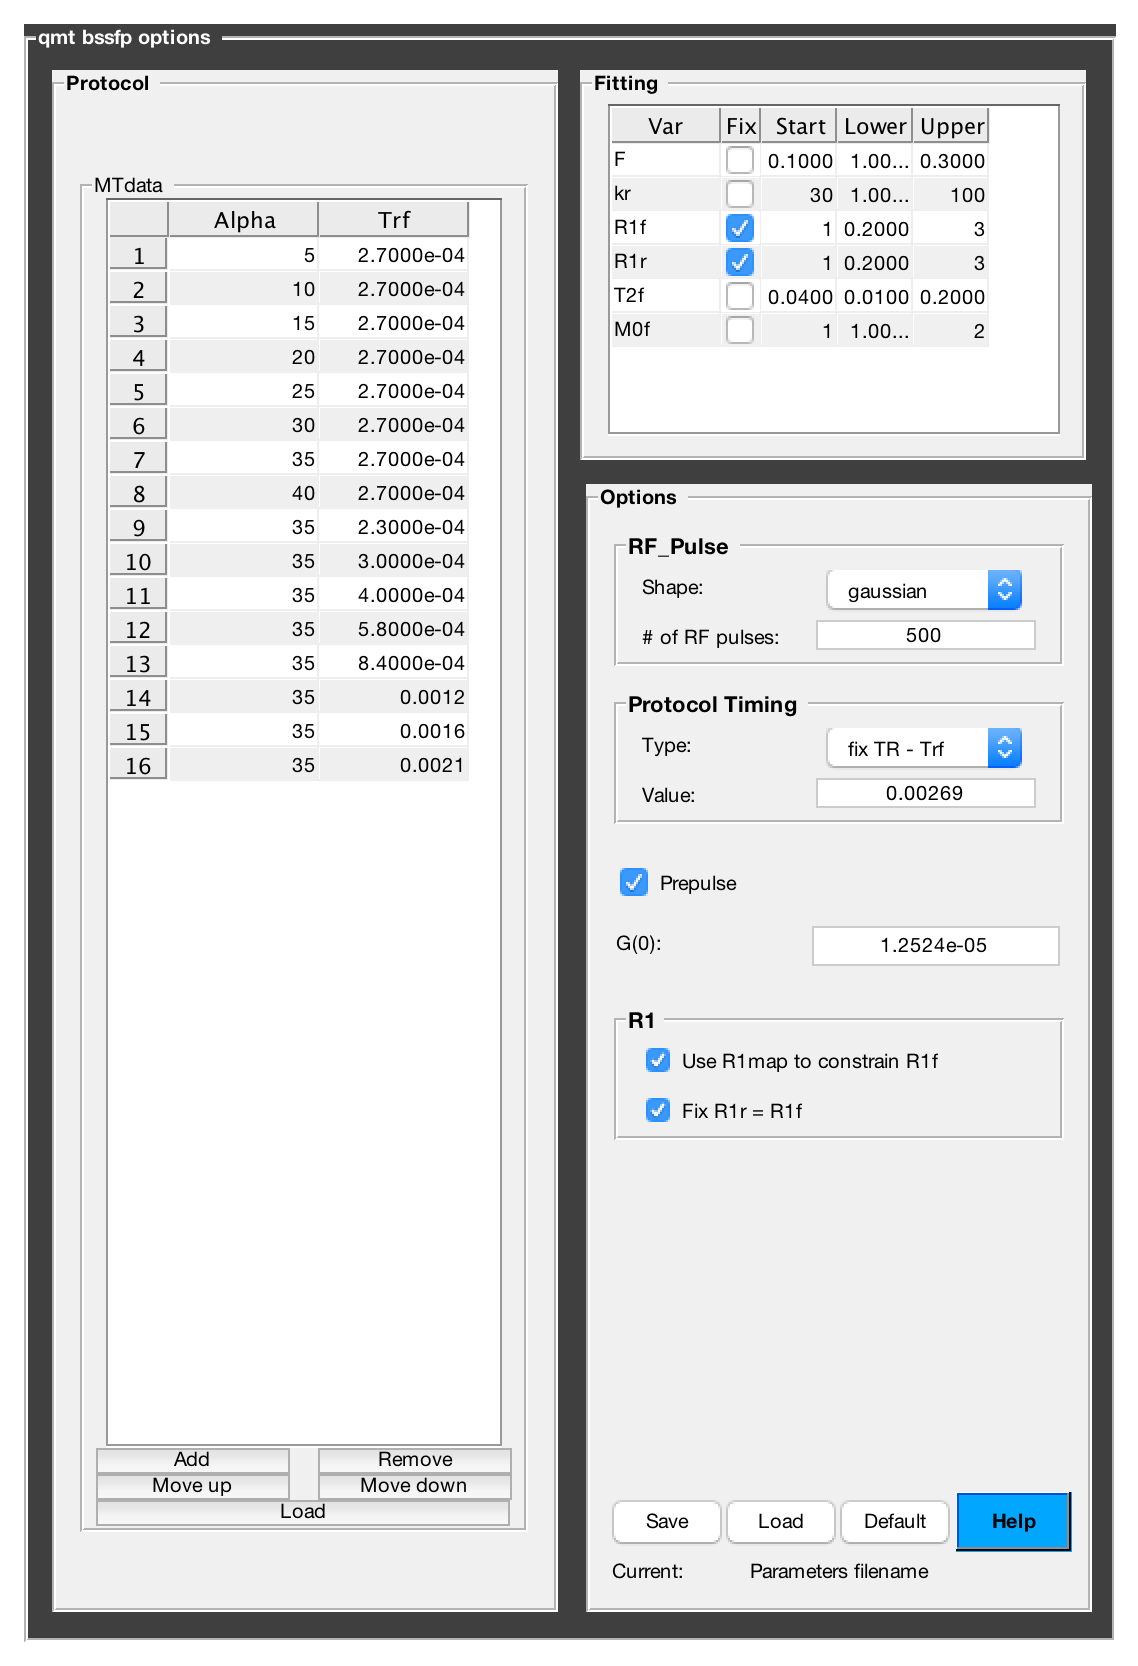 qmt bssfp options
Protocol
MTdata
Alpha Trf
1 5 2.7000e-04
2 10 2.7000e-04
3 15 2.7000e-04
4 20 2.7000e-04
5 25 2.7000e-04
6 30 2.7000e-04
7 35 2.7000e-04
8 40 2.7000e-04
9 35 2.3000e-04
10 35 3.0000e-04
11 35 4.0000e-04
12 35 5.8000e-04
13 35 8.4000e-04
14 35 0.0012
15 35 0.0016
16 35 0.0021
Add Remove
Move up Move down
Load
Fitting
Var Fix Start Lower Upper
F 0.1000 1.00... 0.3000
kr 30 1.00... 100
R1f 1 0.2000 3
R1r 1 0.2000 3
T2f 0.0400 0.0100 0.2000
M0f 1 1.00... 2
Options
RF_Pulse
Shape: gaussian
# of RF pulses: 500
Protocol Timing
Type: fix TR - Trf
Value: 0.00269
Prepulse
G(0): 1.2524e-05
R1
Use R1map to constrain R1f
Fix R1r = R1f
Save Load Default Help
Current: Parameters filename